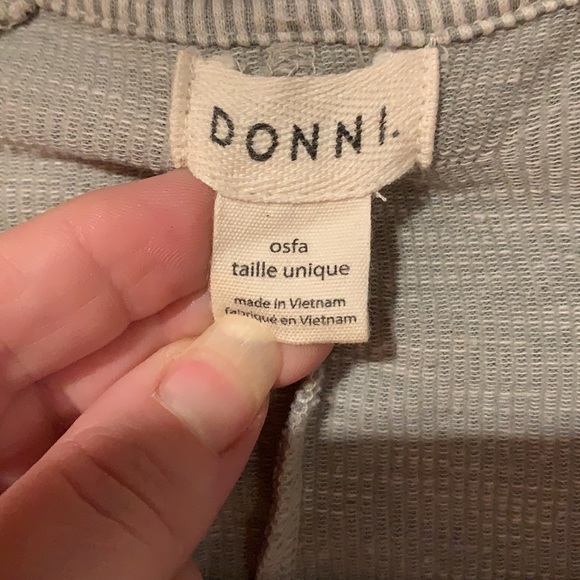 DONNI.
osfa
taille unique
made in Vietnam
fabriqué en Vietnam